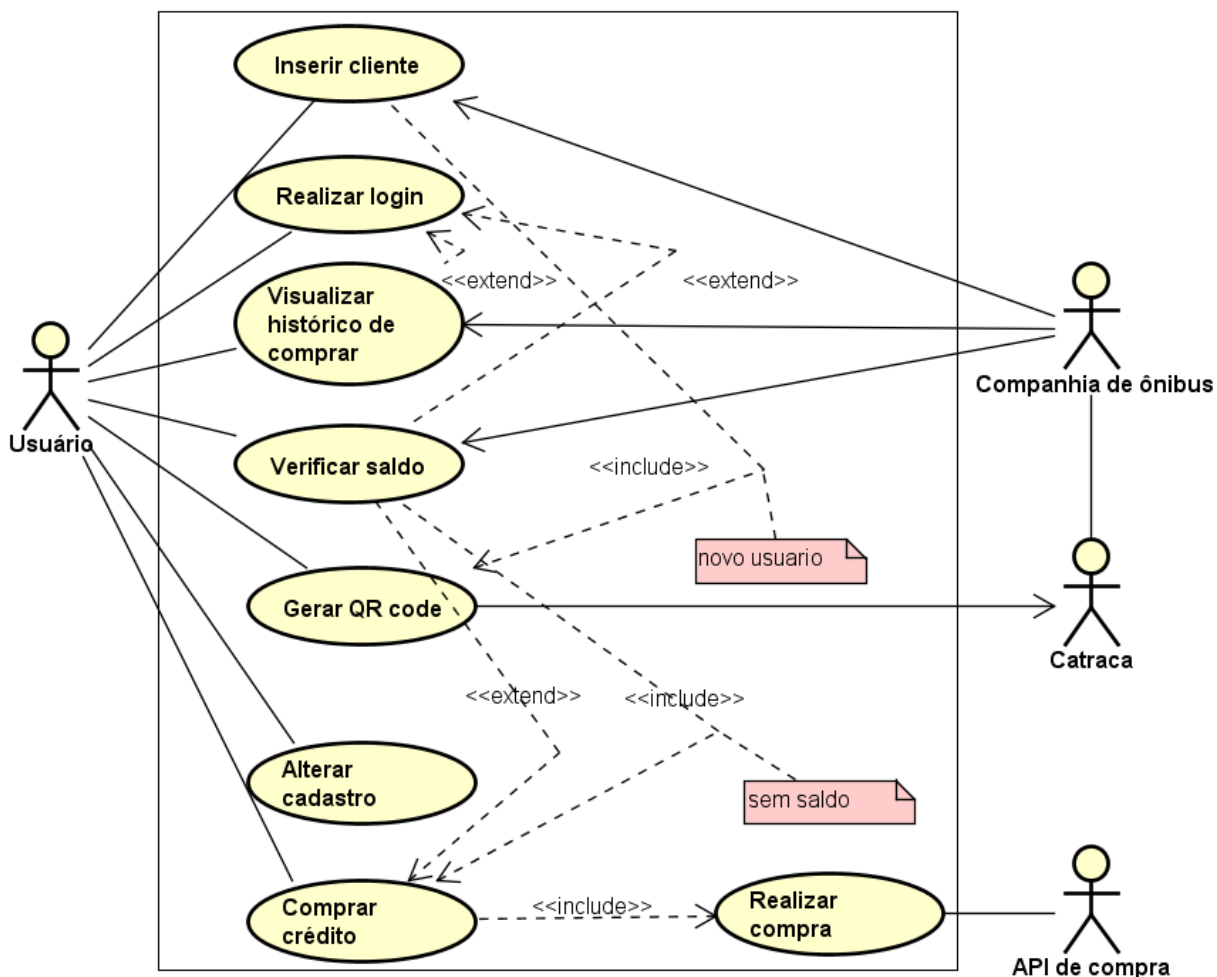 Inserir cliente
Realizar login
<<extend>>
<<extend>>
Visualizar
histórico de
comprar
Companhia de ônibus
Usuário
Verificar saldo
<<include>>
novo usuario
Gerar QR code
Catraca
<<extend>>
<<include>>
Alterar
cadastro
sem saldo
Comprar
crédito
<<include>>
Realizar
compra
API de compra